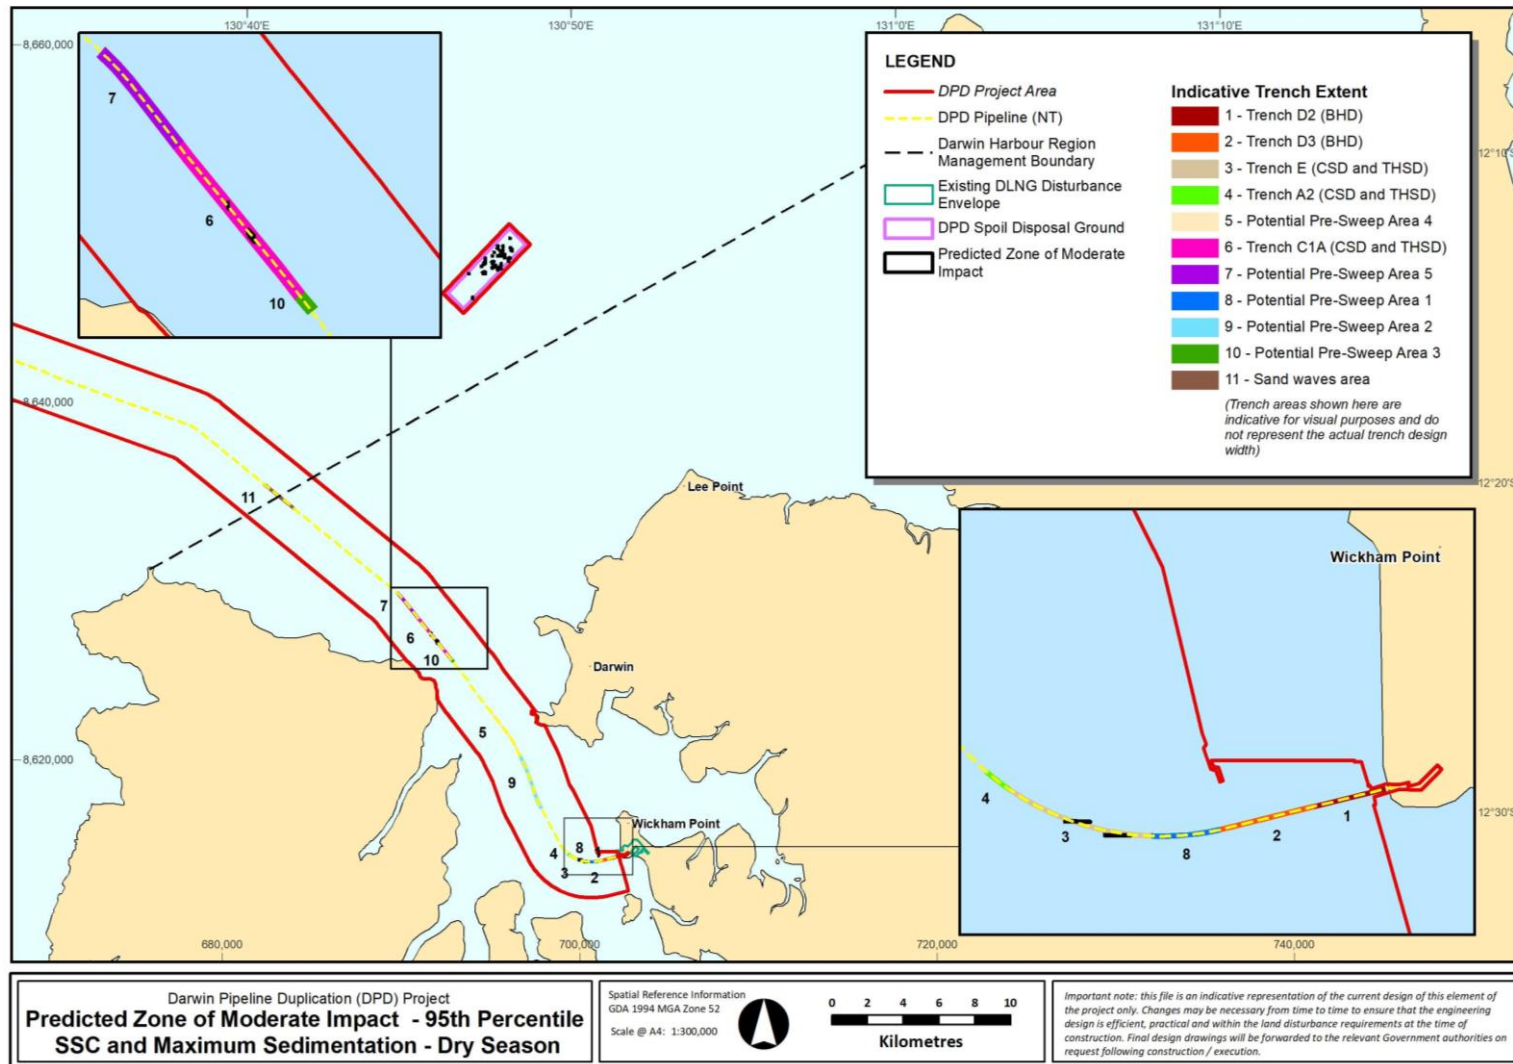 130°40'E
130°50'E
131°0'E
131°10'E
8,660,000
8,640,000
8,620,000
12°10'S
12°20'S
12°30'S
680,000
700,000
720,000
740,000
7
6
10
LEGEND
DPD Project Area
DPD Pipeline (NT)
Darwin Harbour Region
Management Boundary
Existing DLNG Disturbance
Envelope
DPD Spoil Disposal Ground
Predicted Zone of Moderate
Impact
Indicative Trench Extent
1 - Trench D2 (BHD)
2 - Trench D3 (BHD)
3 - Trench E (CSD and THSD)
4 - Trench A2 (CSD and THSD)
5 - Potential Pre-Sweep Area 4
6 - Trench C1A (CSD and THSD)
7 - Potential Pre-Sweep Area 5
8 - Potential Pre-Sweep Area 1
9 - Potential Pre-Sweep Area 2
10 - Potential Pre-Sweep Area 3
11 - Sand waves area
(Trench areas shown here are
indicative for visual purposes and do
not represent the actual trench design
width)
11
Lee Point
7
6
10
Darwin
5
9
Wickham Point
4
8
1
3
2
Wickham Point
4
3
8
2
1
Darwin Pipeline Duplication (DPD) Project
Predicted Zone of Moderate Impact - 95th Percentile
SSC and Maximum Sedimentation - Dry Season
Spatial Reference Information
GDA 1994 MGA Zone 52
Scale @ A4: 1:300,000
0 2 4 6 8 10
Kilometres
Important note: this file is an indicative representation of the current design of this element of
the project only. Changes may be necessary from time to time to ensure that the engineering
design is efficient, practical and within the land disturbance requirements at the time of
construction. Final design drawings will be forwarded to the relevant Government authorities on
request following construction / execution.